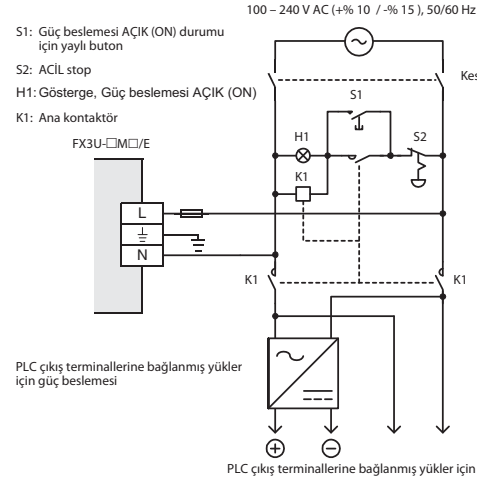 100 – 240 V AC (+% 10 / -% 15 ), 50/60 Hz
S1: Güç beslemesi AÇIK (ON) durumu
için yaylı buton
S2: ACİL stop
H1: Gösterge, Güç beslemesi AÇIK (ON)
K1: Ana kontaktör
FX3U-□M□/E
Kes
S1
H1
S2
K1
L
N
K1
K1
PLC çıkış terminallerine bağlanmış yükler
için güç beslemesi
PLC çıkış terminallerine bağlanmış yükler için